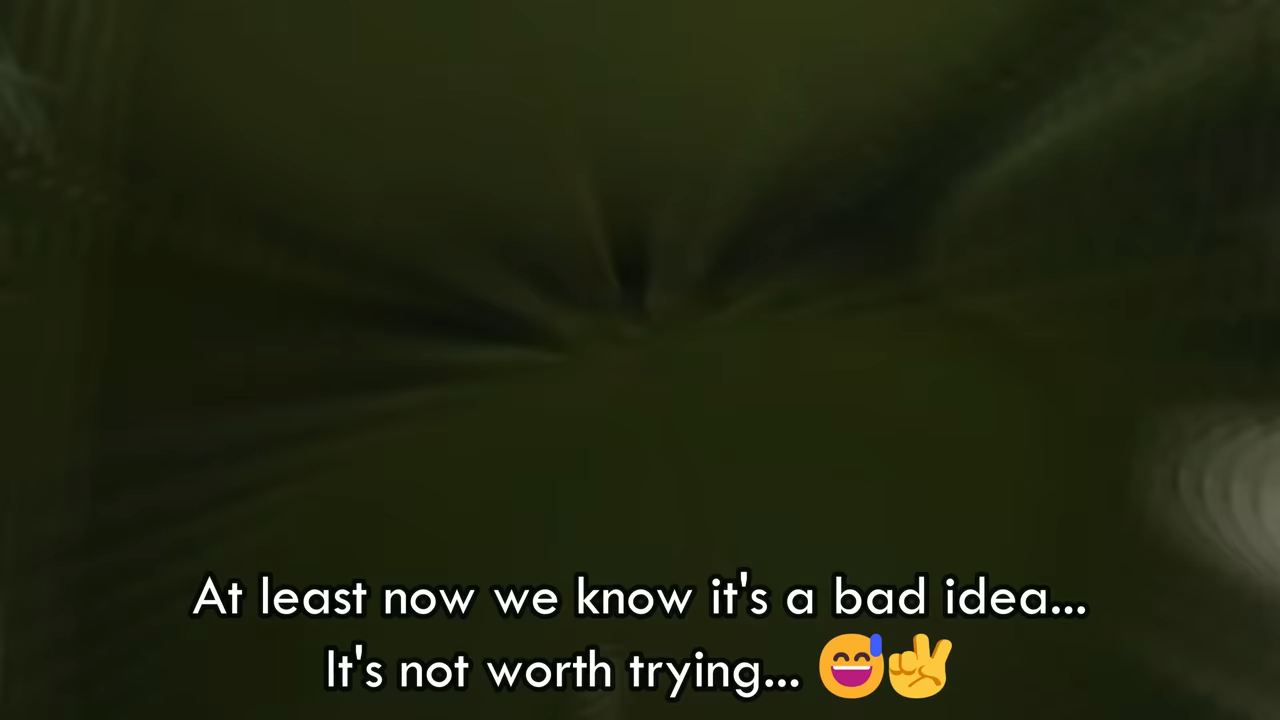 At least now we know it's a bad idea...
It's not worth trying... 😅✌️